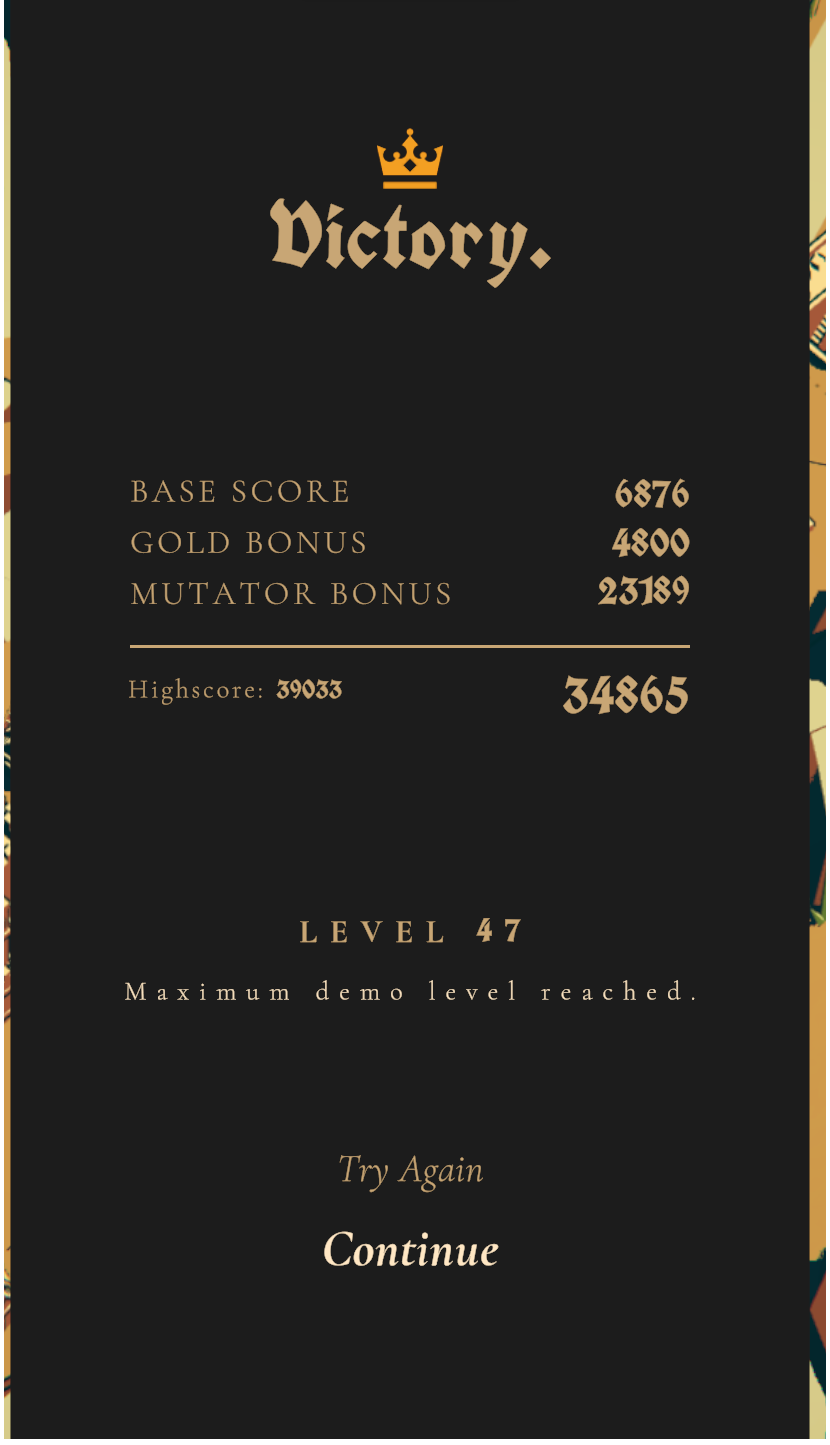 Victory.
BASE SCORE 6876
GOLD BONUS 4800
MUTATOR BONUS 23189
Highscore: 39033 34865
LEVEL 47
Maximum demo level reached.
Try Again
Continue